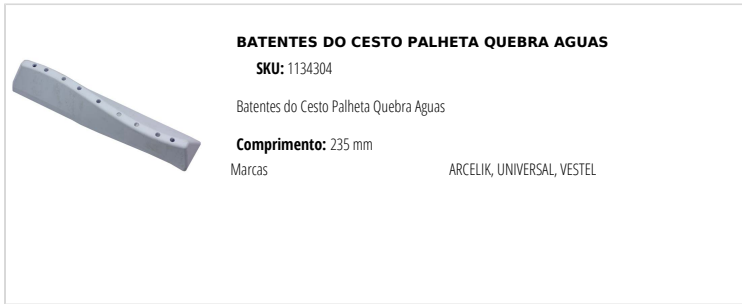 BATENTES DO CESTO PALHETA QUEBRA AGUAS
SKU: 1134304
Batentes do Cesto Palheta Quebra Aguas
Comprimento: 235 mm
Marcas ARCELIK, UNIVERSAL, VESTEL